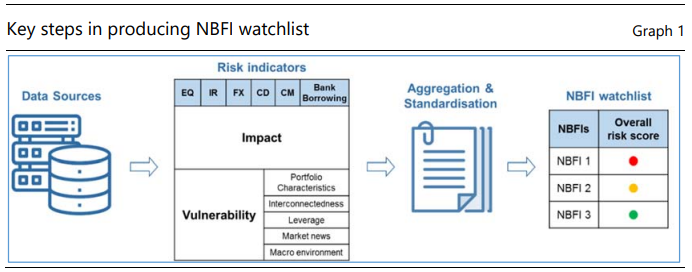 Key steps in producing NBFI watchlist
Graph 1
Data Sources
Risk indicators
EQ IR FX CD CM Bank Borrowing
Impact
Vulnerability
Portfolio Characteristics
Interconnectedness
Leverage
Market news
Macro environment
Aggregation &
Standardisation
NBFI watchlist
NBFIs Overall risk score
NBFI 1
NBFI 2
NBFI 3